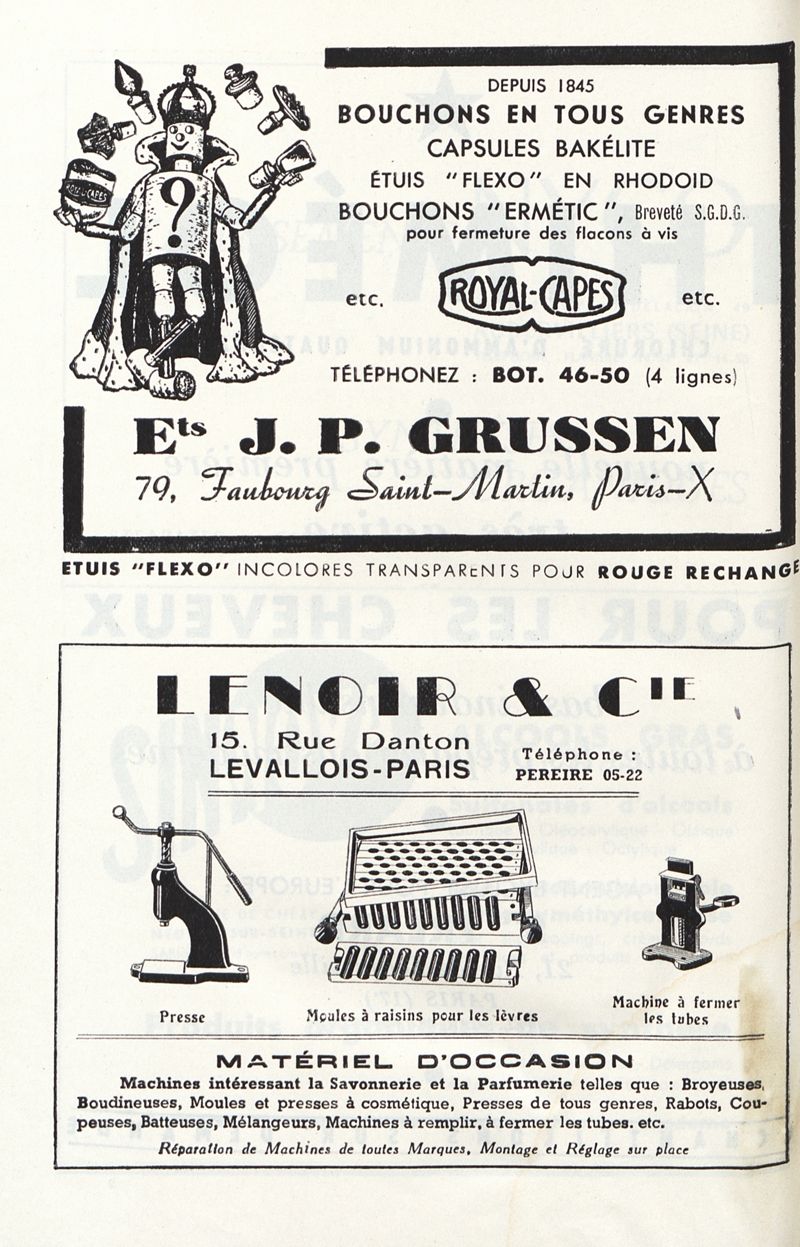 DEPUIS 1845
BOUCHONS EN TOUS GENRES
CAPSULES BAKÉLITE
ÉTUIS "FLEXO" EN RHODOID
BOUCHONS "ERMÉTIC", Breveté S.G.D.G.
pour fermeture des flacons à vis
etc. ROYAL-CAPES etc.
TÉLÉPHONEZ : BOT. 46-50 (4 lignes)
Ets J. P. GRUSSEN
79, Faubourg Saint-Martin, Paris-X
ETUIS "FLEXO" INCOLORES TRANSPARENTS POUR ROUGE RECHANGE
LENOIR & CIE
15. Rue Danton
LEVALLOIS-PARIS
Téléphone :
PEREIRE 05-22
Presse
Moules à raisins pour les lèvres
Machine à fermer
les tubes
MATÉRIEL D'OCCASION
Machines intéressant la Savonnerie et la Parfumerie telles que : Broyeuses,
Boudineuses, Moules et presses à cosmétique, Presses de tous genres, Rabots, Cou-
peuses, Batteuses, Mélangeurs, Machines à remplir, à fermer les tubes. etc.
Réparation de Machines de toutes Marques, Montage et Réglage sur place